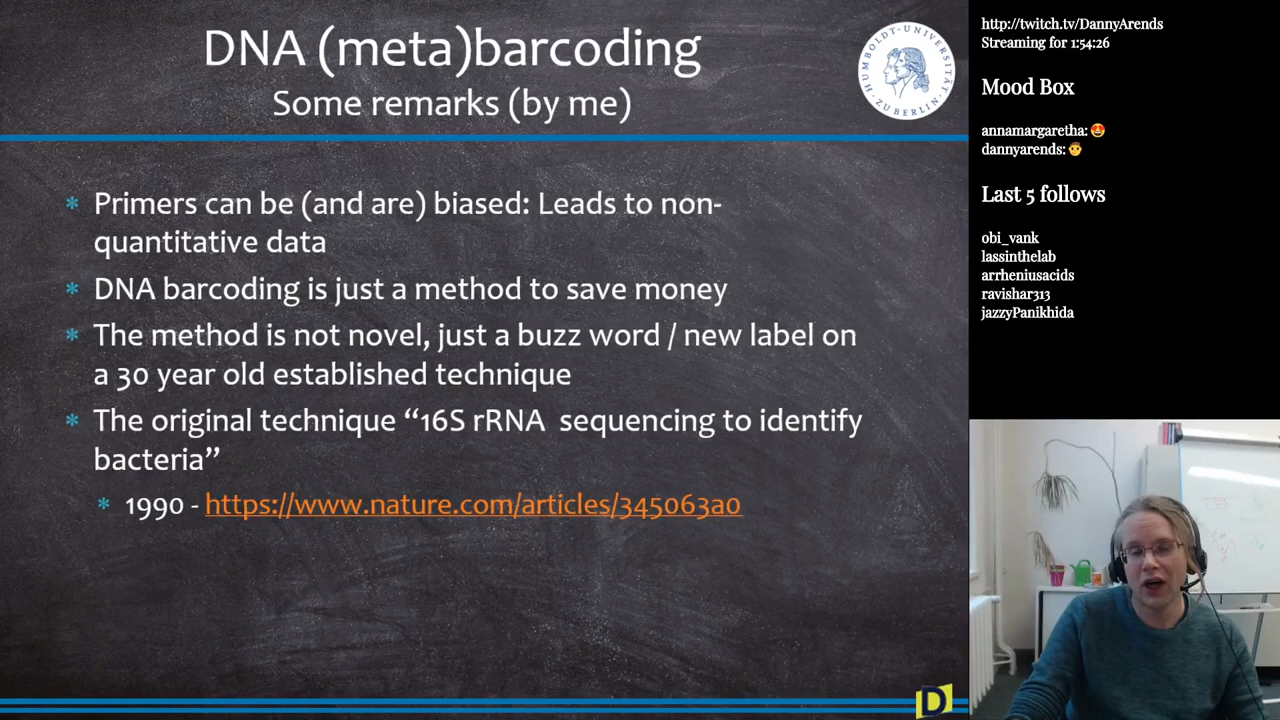 DNA (meta)barcoding
Some remarks (by me)
HUMBOLDT-UNIVERSITÄT ZU BERLIN
Primers can be (and are) biased: Leads to non-
quantitative data
DNA barcoding is just a method to save money
The method is not novel, just a buzz word / new label on
a 30 year old established technique
The original technique “16S rRNA sequencing to identify
bacteria”
1990 - https://www.nature.com/articles/345063a0
D
http://twitch.tv/DannyArends
Streaming for 1:54:26
Mood Box
annamargaretha: 😍
dannyarends: 👨
Last 5 follows
obi_vank
lassinthelab
arrheniusacids
ravishar313
jazzyPanikhida